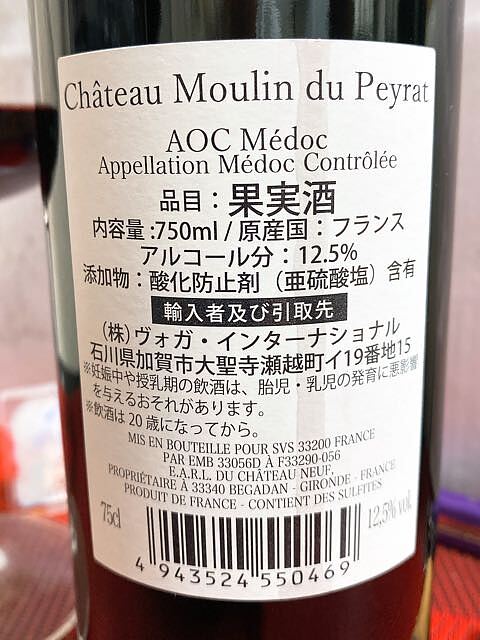 Château Moulin du Peyrat
AOC Médoc
Appellation Médoc Contrôlée
品目：果実酒
内容量:750ml / 原産国：フランス
アルコール分：12.5%
添加物：酸化防止剤（亜硫酸塩）含有
輸入者及び引取先
（株）ヴォガ・インターナショナル
石川県加賀市大聖寺瀬越町イ19番地15
※妊娠中や授乳期の飲酒は、胎児・乳児の発育に悪影響
を与えるおそれがあります。
※飲酒は20歳になってから。
MIS EN BOUTEILLE POUR SVS 33200 FRANCE
PAR EMB 33056D À F33290-056
E.A.R.L. DU CHÂTEAU NEUF,
PROPRIÉTAIRE À 33340 BEGADAN - GIRONDE - FRANCE
PRODUIT DE FRANCE - CONTIENT DES SULFITES
75cl
12,5% vol.
4 943524 550469